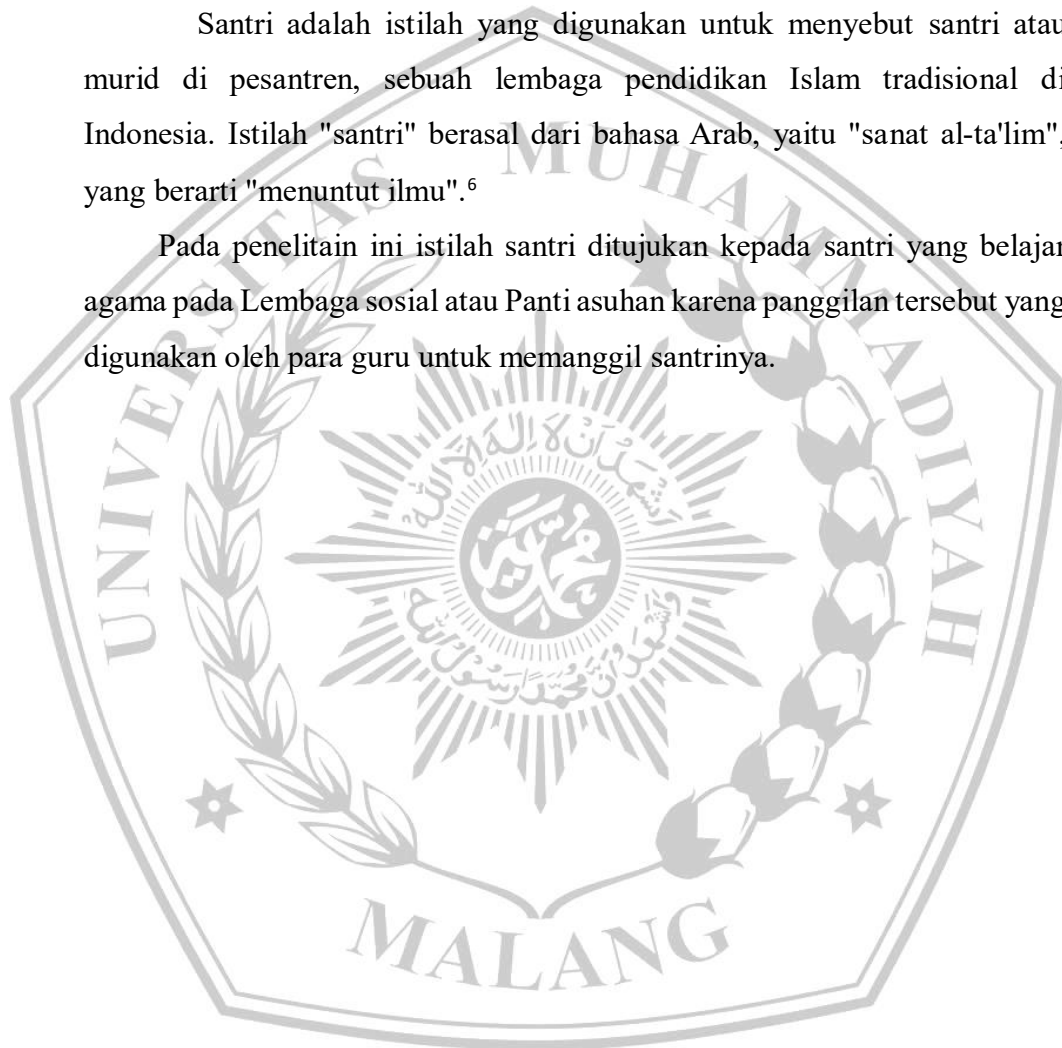 Santri adalah istilah yang digunakan untuk menyebut santri atau
murid di pesantren, sebuah lembaga pendidikan Islam tradisional di
Indonesia. Istilah "santri" berasal dari bahasa Arab, yaitu "sanat al-ta'lim",
yang berarti "menuntut ilmu".⁶
Pada penelitain ini istilah santri ditujukan kepada santri yang belajar
agama pada Lembaga sosial atau Panti asuhan karena panggilan tersebut yang
digunakan oleh para guru untuk memanggil santrinya.
UNIVERSITAS MUHAMMADIYAH
MALANG